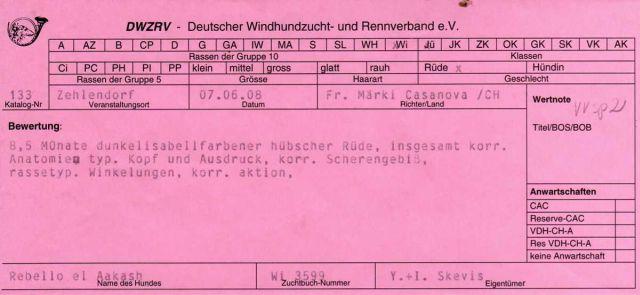 DWZRV - Deutscher Windhundzucht- und Rennverband e.V.
A AZ B CP D G GA IW MA S SL WH Wi Jü JK ZK OK GK SK VK AK
Rassen der Gruppe 10 Klassen
Ci PC PH PI PP klein mittel gross glatt rauh Rüde x Hündin
Rassen der Gruppe 5 Grösse Haarart Geschlecht
133 Zehlendorf 07.06.08 Fr. Märki Casanova /CH
Katalog-Nr Veranstaltungsort Datum Richter/Land
Wertnote
vvsp2
Titel/BOS/BOB
Bewertung:
8,5 MOnate dunkelisabellfarbener hübscher Rüde, insgesamt korr.
Anatomie, typ. Kopf und Ausdruck, korr. Scherengebiß,
rassetyp. Winkelungen, korr. aktion,
Anwartschaften
CAC
Reserve-CAC
VDH-CH-A
Res VDH-CH-A
keine Anwartschaft
Rebello el Aakash Wi 3599 Y.+I. Skevis
Name des Hundes Zuchtbuch-Nummer Eigentümer